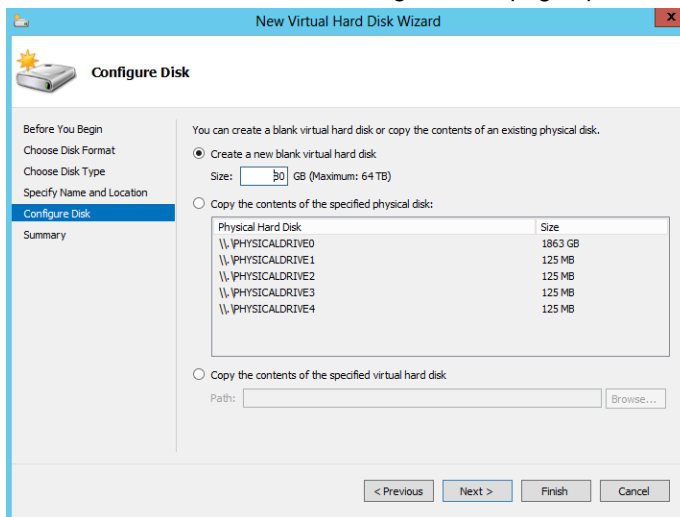 New Virtual Hard Disk Wizard
Configure Disk
Before You Begin
Choose Disk Format
Choose Disk Type
Specify Name and Location
Configure Disk
Summary
You can create a blank virtual hard disk or copy the contents of an existing physical disk.
Create a new blank virtual hard disk
Size: GB (Maximum: 64 TB)
Copy the contents of the specified physical disk:
Physical Hard Disk Size
\\.\PHYSICALDRIVE0 1863 GB
\\.\PHYSICALDRIVE1 125 MB
\\.\PHYSICALDRIVE2 125 MB
\\.\PHYSICALDRIVE3 125 MB
\\.\PHYSICALDRIVE4 125 MB
Copy the contents of the specified virtual hard disk
Path: Browse...
< Previous Next > Finish Cancel